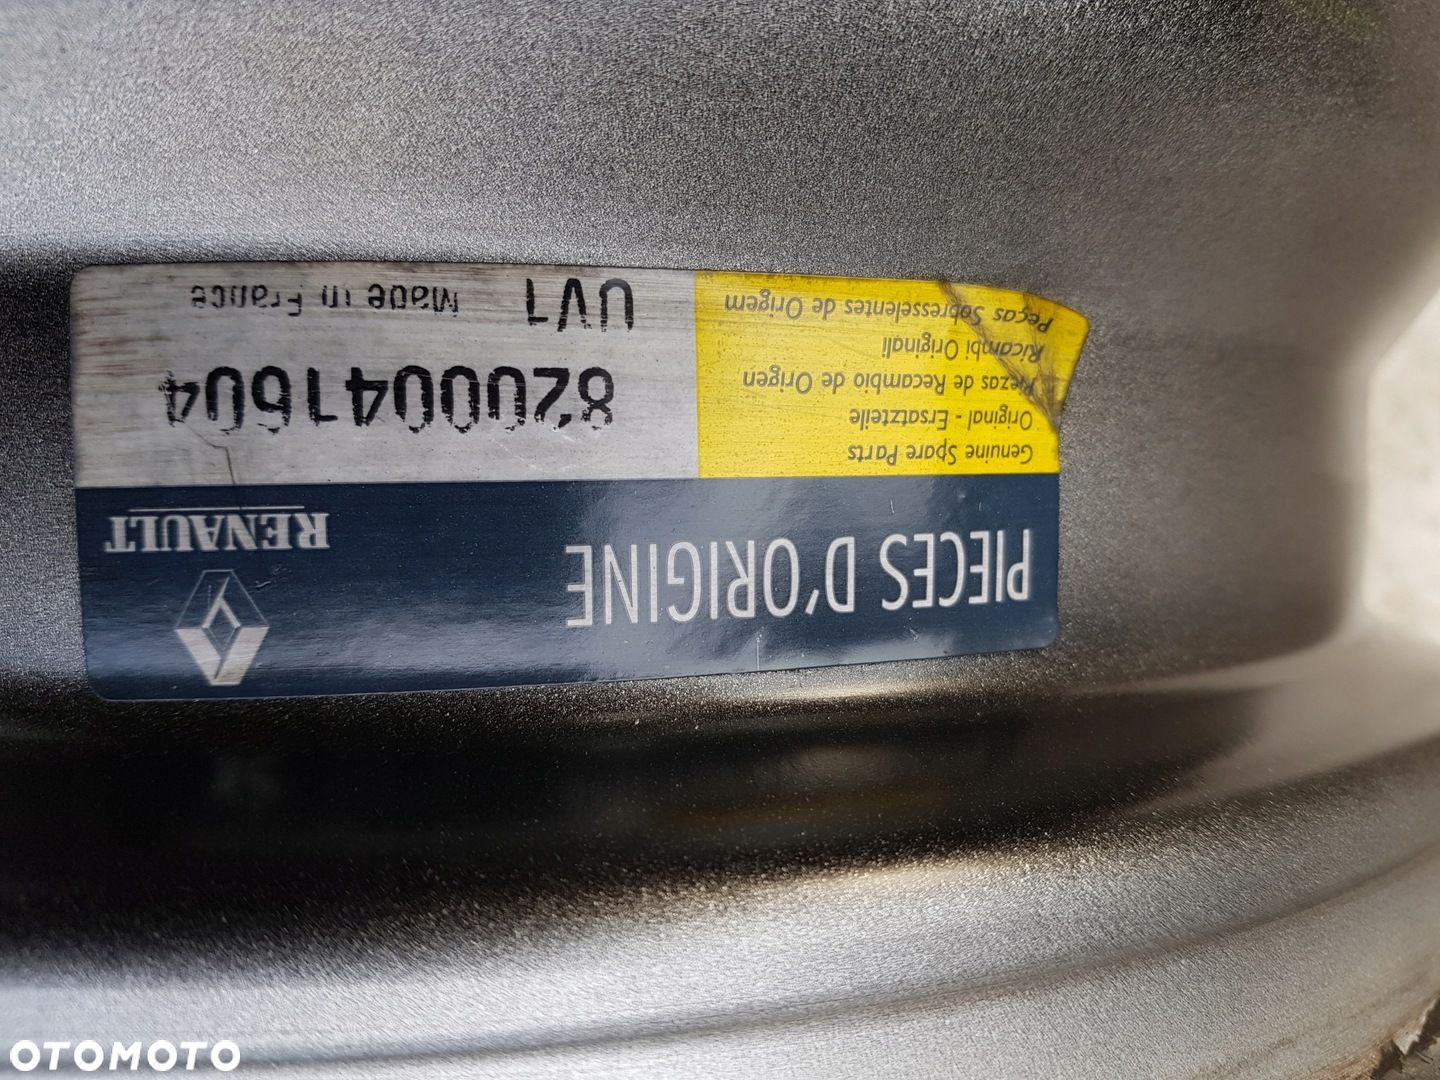 PIECES D'ORIGINE
RENAULT
Genuine Spare Parts
Original - Ersatzteile
Piezas de Recambio de Origen
Ricambi Originali
Peças Sobresselentes de Origem
8200041604
UV1 Made in France
OTOMOTO